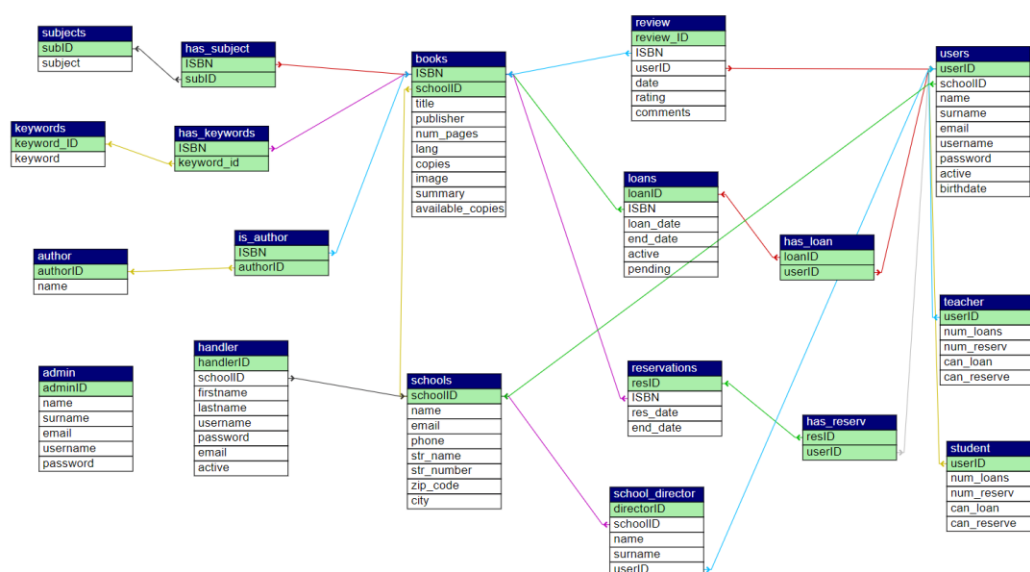 subjects
subID
subject
has_subject
ISBN
subID
books
ISBN
schoolID
title
publisher
num_pages
lang
copies
image
summary
available_copies
review
review_ID
ISBN
userID
date
rating
comments
users
userID
schoolID
name
surname
email
username
password
active
birthdate
keywords
keyword_ID
keyword
has_keywords
ISBN
keyword_id
loans
loanID
ISBN
loan_date
end_date
active
pending
has_loan
loanID
userID
author
authorID
name
is_author
ISBN
authorID
teacher
userID
num_loans
num_reserv
can_loan
can_reserve
admin
adminID
name
surname
email
username
password
handler
handlerID
schoolID
firstname
lastname
username
password
email
active
schools
schoolID
name
email
phone
str_name
str_number
zip_code
city
reservations
resID
ISBN
res_date
end_date
has_reserv
resID
userID
student
userID
num_loans
num_reserv
can_loan
can_reserve
school_director
directorID
schoolID
name
surname
userID